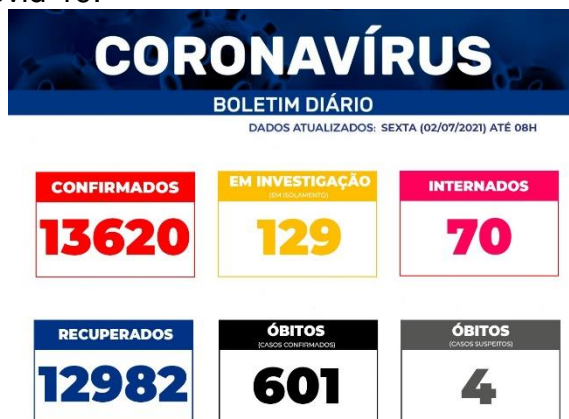 CORONAVÍRUS
BOLETIM DIÁRIO
DADOS ATUALIZADOS: SEXTA (02/07/2021) ATÉ 08H
CONFIRMADOS
13620
EM INVESTIGAÇÃO
(EM ISOLAMENTO)
129
INTERNADOS
70
RECUPERADOS
12982
ÓBITOS
(CASOS CONFIRMADOS)
601
ÓBITOS
(CASOS SUSPEITOS)
4